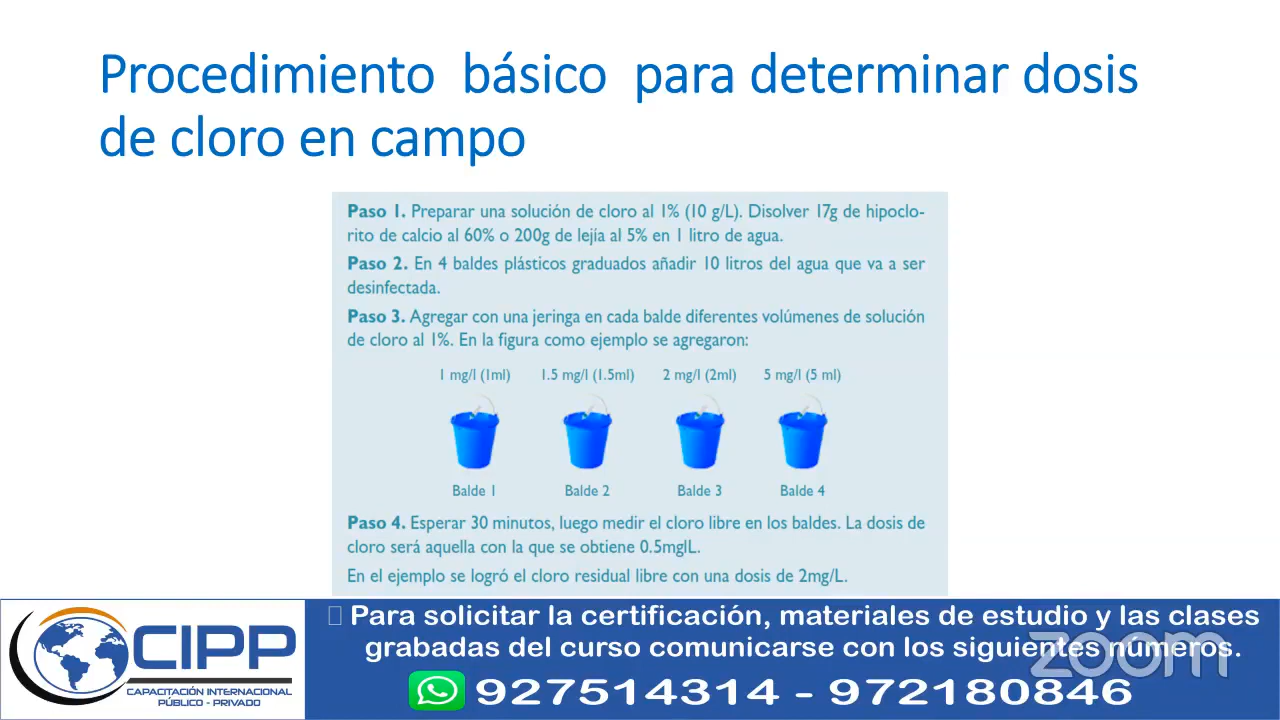 Procedimiento básico para determinar dosis
de cloro en campo
Paso 1. Preparar una solución de cloro al 1% (10 g/L). Disolver 17g de hipoclo-
rito de calcio al 60% o 200g de lejía al 5% en 1 litro de agua.
Paso 2. En 4 baldes plásticos graduados añadir 10 litros del agua que va a ser
desinfectada.
Paso 3. Agregar con una jeringa en cada balde diferentes volúmenes de solución
de cloro al 1%. En la figura como ejemplo se agregaron:
1 mg/l (1ml) 1.5 mg/l (1.5ml) 2 mg/l (2ml) 5 mg/l (5 ml)
Balde 1 Balde 2 Balde 3 Balde 4
Paso 4. Esperar 30 minutos, luego medir el cloro libre en los baldes. La dosis de
cloro será aquella con la que se obtiene 0.5mglL.
En el ejemplo se logró el cloro residual libre con una dosis de 2mg/L.
CIPP
CAPACITACIÓN INTERNACIONAL
PÚBLICO - PRIVADO
Para solicitar la certificación, materiales de estudio y las clases
grabadas del curso comunicarse con los siguientes números.
927514314 - 972180846
zoom